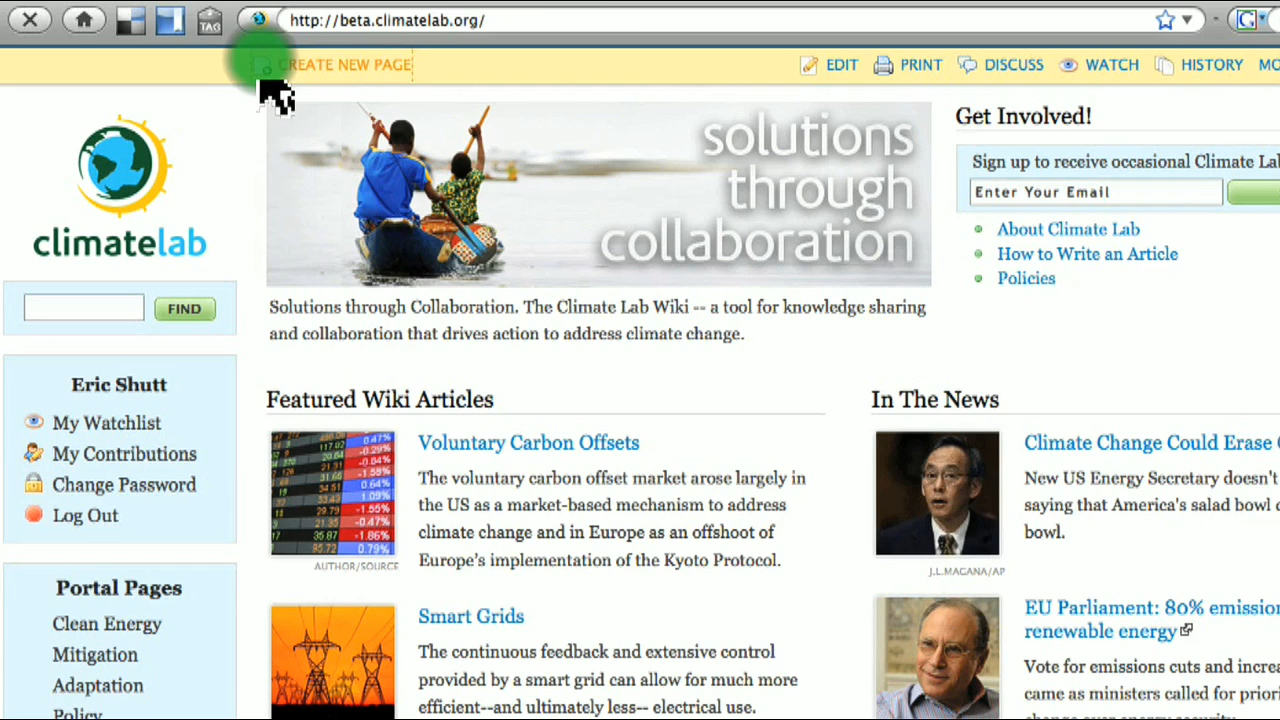 TAG
http://beta.climatelab.org/
CREATE NEW PAGE
EDIT
PRINT
DISCUSS
WATCH
HISTORY
MO
climatelab
FIND
Eric Shutt
My Watchlist
My Contributions
Change Password
Log Out
Portal Pages
Clean Energy
Mitigation
Adaptation
Policy
solutions
through
collaboration
Solutions through Collaboration. The Climate Lab Wiki -- a tool for knowledge sharing
and collaboration that drives action to address climate change.
Get Involved!
Sign up to receive occasional Climate Lab
Enter Your Email
About Climate Lab
How to Write an Article
Policies
Featured Wiki Articles
Voluntary Carbon Offsets
The voluntary carbon offset market arose largely in
the US as a market-based mechanism to address
climate change and in Europe as an offshoot of
Europe's implementation of the Kyoto Protocol.
AUTHOR/SOURCE
Smart Grids
The continuous feedback and extensive control
provided by a smart grid can allow for much more
efficient--and ultimately less-- electrical use.
In The News
Climate Change Could Erase
New US Energy Secretary doesn't
saying that America's salad bowl
bowl.
J.L.MAGANA/AP
EU Parliament: 80% emission
renewable energy
Vote for emissions cuts and increa
came as ministers called for priori